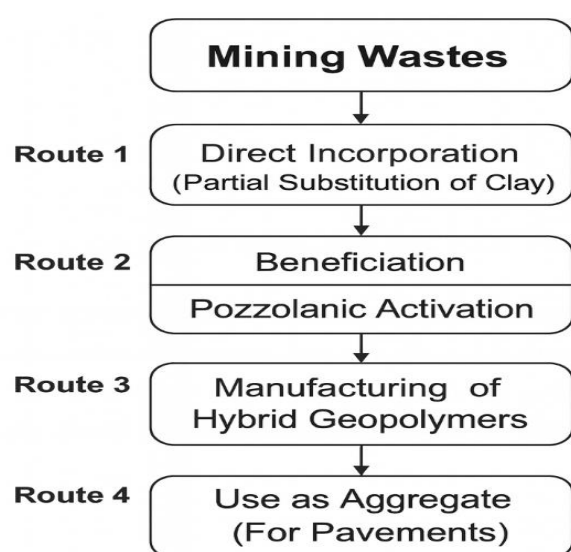 Mining Wastes
Route 1
Direct Incorporation
(Partial Substitution of Clay)
Route 2
Beneficiation
Pozzolanic Activation
Route 3
Manufacturing of
Hybrid Geopolymers
Route 4
Use as Aggregate
(For Pavements)